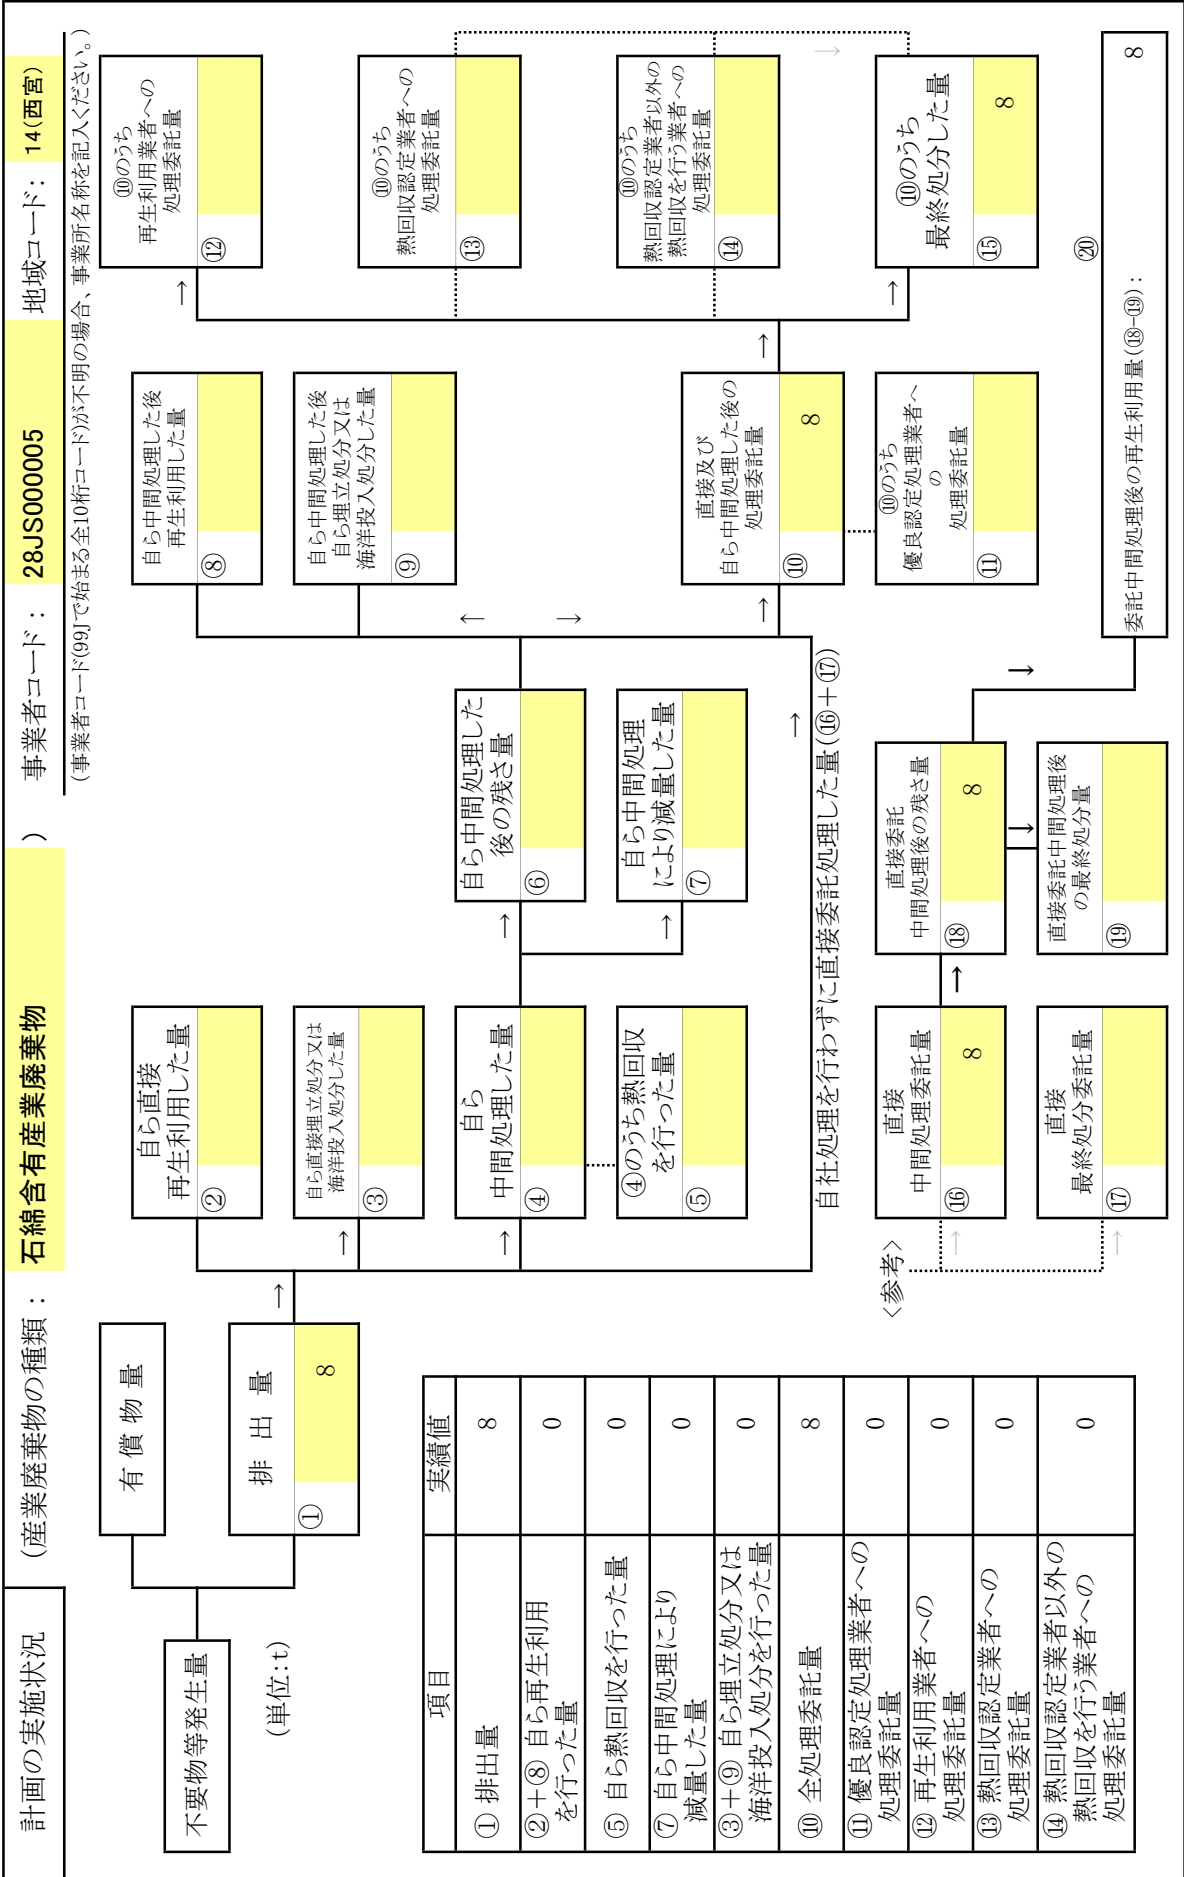 計画の実施状況
(産業廃棄物の種類： 石綿含有産業廃棄物 )
事業者コード： 28JS000005 地域コード： 14(西宮)
(事業者コード(99Jで始まる全10桁コード)が不明の場合、事業所名称を記入ください。)
不要物等発生量
(単位:t)
有償物量
排出量
① 8
自ら直接
再生利用した量
②
自ら直接埋立処分又は
海洋投入処分した量
③
自ら
中間処理した量
④
④のうち熱回収
を行った量
⑤
自ら中間処理した
後の残さ量
⑥
自ら中間処理
により減量した量
⑦
自ら中間処理した後
再生利用した量
⑧
自ら中間処理した後
自ら埋立処分又は
海洋投入処分した量
⑨
直接及び
自ら中間処理した後の
処理委託量
⑩ 8
⑩のうち
優良認定処理業者へ
の
処理委託量
⑪
⑩のうち
再生利用業者への
処理委託量
⑫
⑩のうち
熱回収認定業者への
処理委託量
⑬
⑩のうち
熱回収認定業者以外の
熱回収を行う業者への
処理委託量
⑭
⑩のうち
最終処分した量
⑮ 8
自社処理を行わずに直接委託処理した量(⑯＋⑰)
<参考>
直接
中間処理委託量
⑯ 8
直接
最終処分委託量
⑰
直接委託
中間処理後の残さ量
⑱ 8
直接委託中間処理後
の最終処分量
⑲
⑳
委託中間処理後の再生利用量(⑱−⑲)： 8
項目 実績値
① 排出量 8
②＋⑧ 自ら再生利用
を行った量 0
⑤ 自ら熱回収を行った量 0
⑦ 自ら中間処理により
減量した量 0
③＋⑨ 自ら埋立処分又は
海洋投入処分を行った量 0
⑩ 全処理委託量 8
⑪ 優良認定処理業者への
処理委託量 0
⑫ 再生利用業者への
処理委託量 0
⑬ 熱回収認定業者への
処理委託量 0
⑭ 熱回収認定業者以外の
熱回収を行う業者への
処理委託量 0